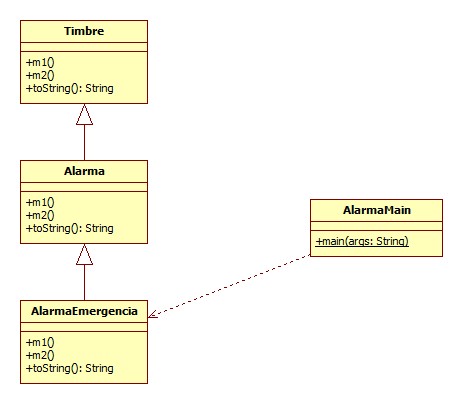 Timbre
+m1()
+m2()
+toString(): String
Alarma
+m1()
+m2()
+toString(): String
AlarmaMain
+main(args: String)
AlarmaEmergencia
+m1()
+m2()
+toString(): String